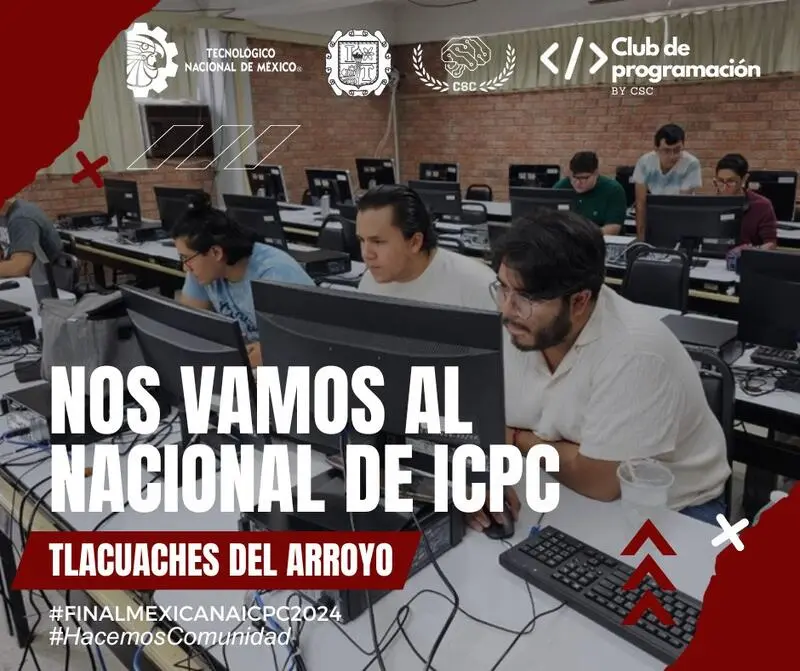 TECNOLÓGICO
NACIONAL DE MÉXICO®
I T
CSC
</> Club de
programación
BY CSC
NOS VAMOS AL
NACIONAL DE ICPC
TLACUACHES DEL ARROYO
#FINALMEXICANAICPC2024
#HacemosComunidad